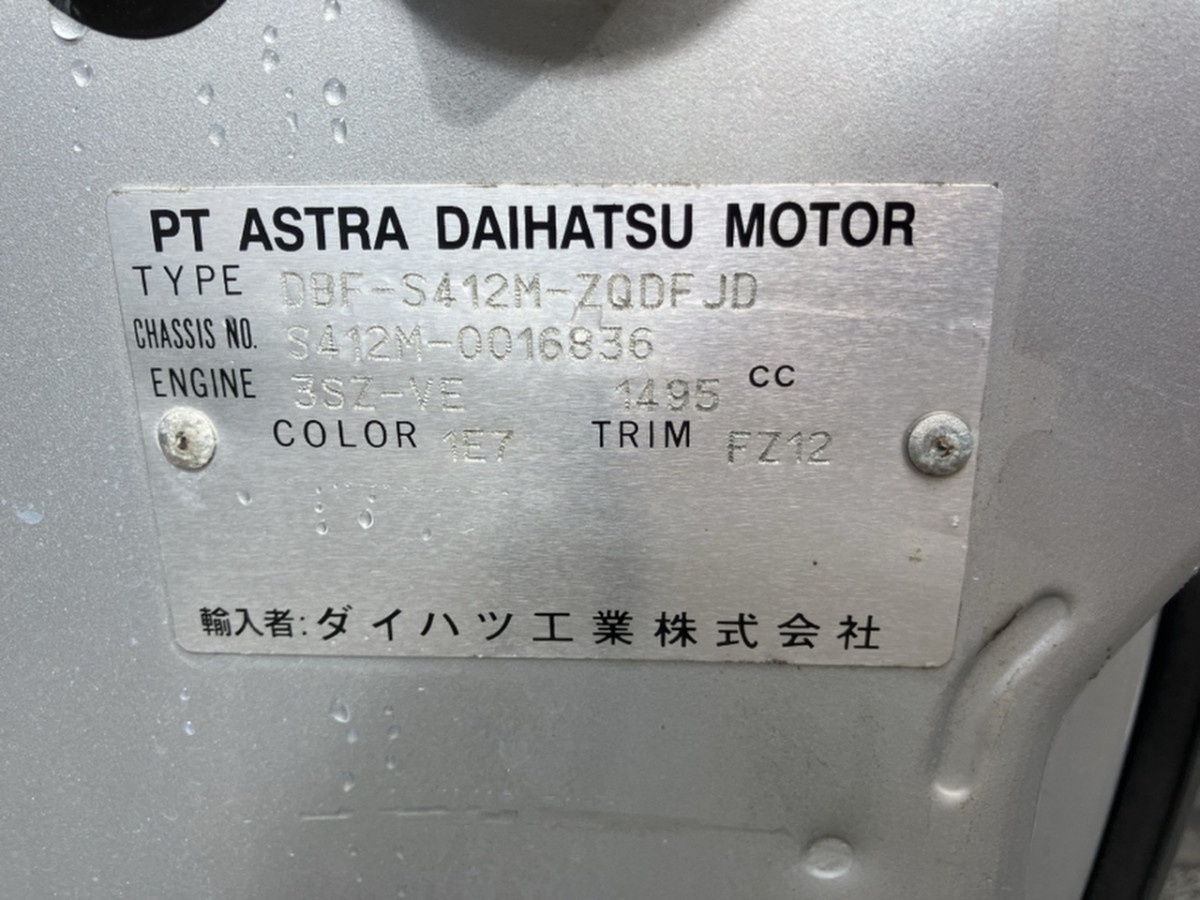 PT ASTRA DAIHATSU MOTOR
TYPE DBF-S412M-ZQDFJD
CHASSIS NO. S412M-0016836
ENGINE 3SZ-VE 1495 CC
COLOR 1E7 TRIM FZ12
輸入者:ダイハツ工業株式会社